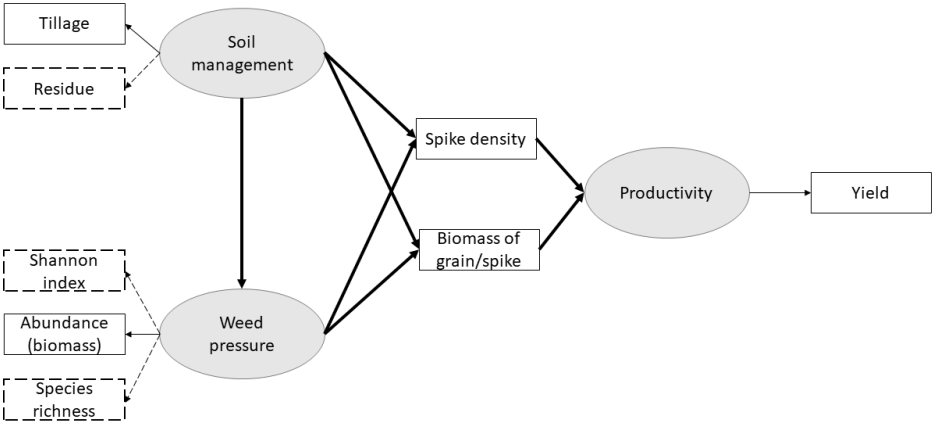 Tillage
Soil
management
Residue
Spike density
Productivity
Yield
Biomass of
grain/spike
Shannon
index
Abundance
(biomass)
Weed
pressure
Species
richness